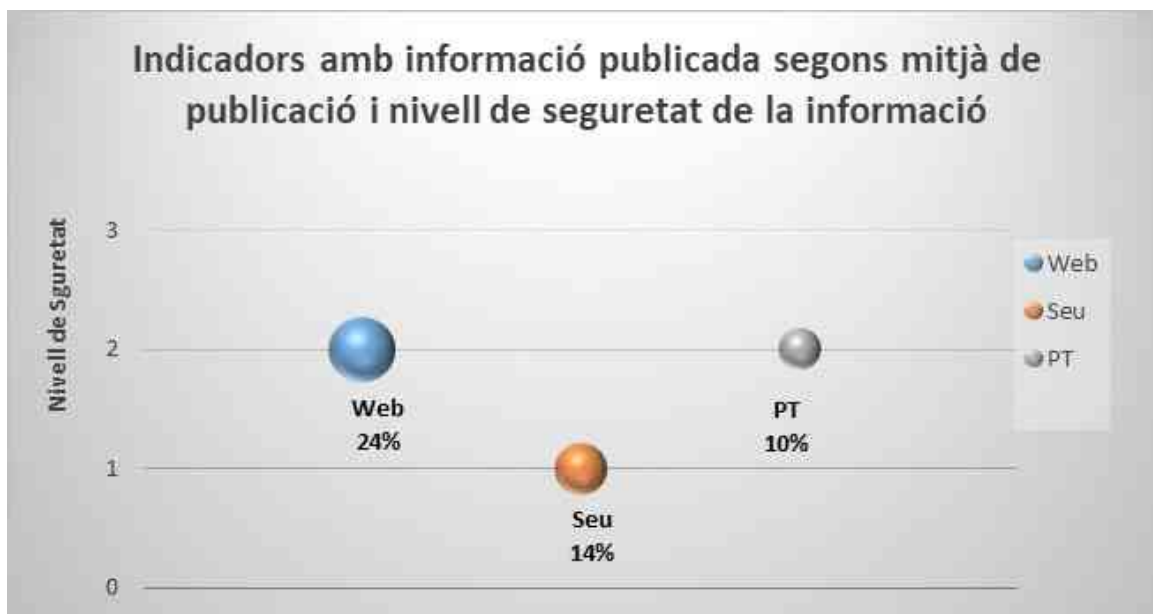 Indicadors amb informació publicada segons mitjà de
publicació i nivell de seguretat de la informació
Nivell de Sguretat
3
2
1
0
Web
24%
Seu
14%
PT
10%
Web
Seu
PT